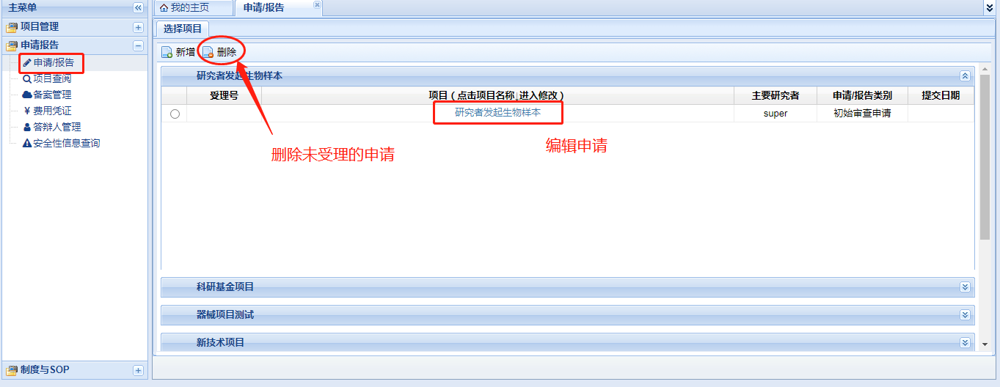 主菜单
我的主页
申请/报告
项目管理
申请报告
申请/报告
项目查阅
备案管理
¥ 费用凭证
答辩人管理
安全性信息查询
制度与SOP
选择项目
新增 删除
研究者发起生物样本
受理号 项目（点击项目名称↓进入修改） 主要研究者 申请/报告类别 提交日期
研究者发起生物样本 super 初始审查申请
删除未受理的申请
编辑申请
科研基金项目
器械项目测试
新技术项目